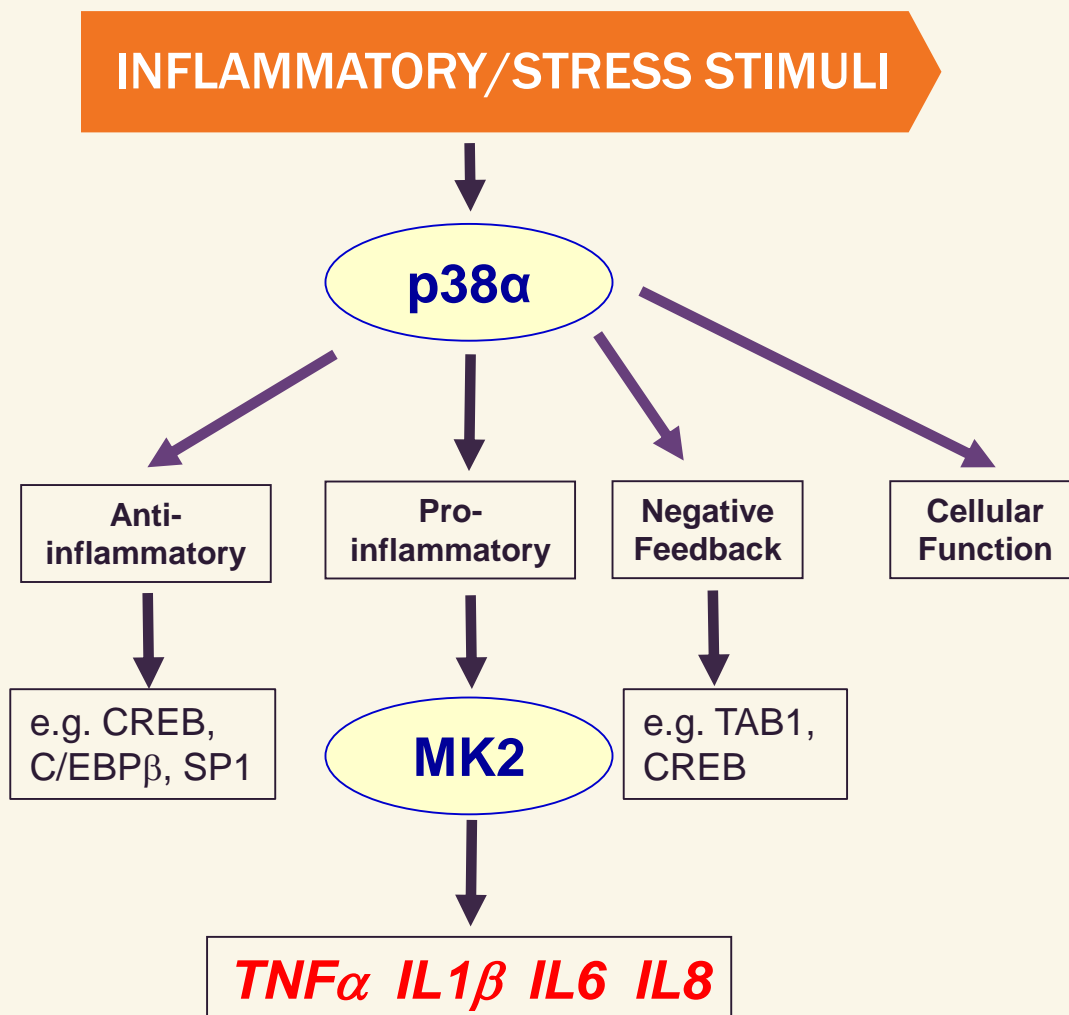 INFLAMMATORY/STRESS STIMULI
p38α
Anti-
inflammatory
Pro-
inflammatory
Negative
Feedback
Cellular
Function
e.g. CREB,
C/EBPβ, SP1
MK2
e.g. TAB1,
CREB
TNFα IL1β IL6 IL8